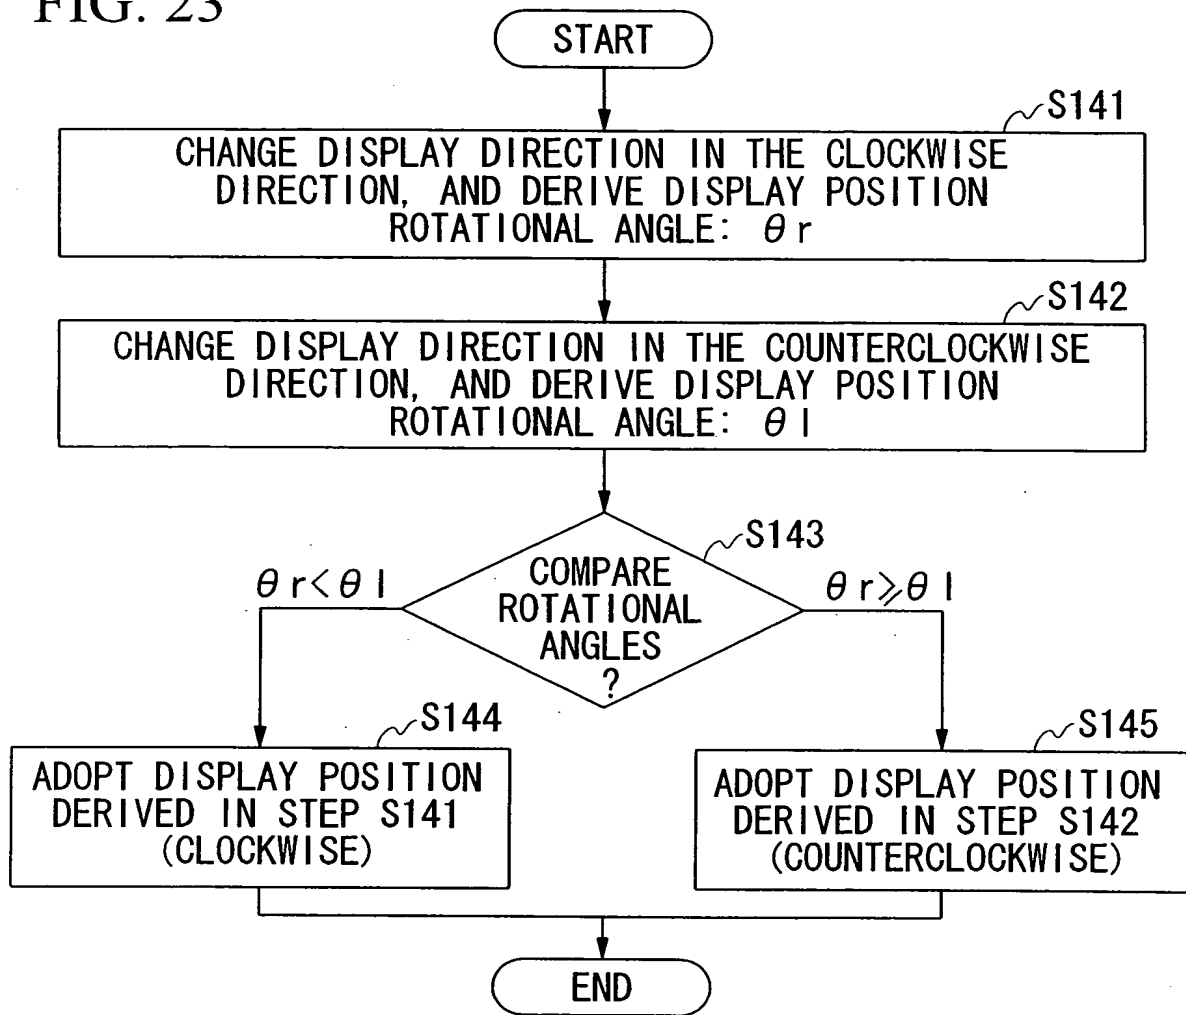 FIG. 23
START
S141
CHANGE DISPLAY DIRECTION IN THE CLOCKWISE
DIRECTION, AND DERIVE DISPLAY POSITION
ROTATIONAL ANGLE: θr
S142
CHANGE DISPLAY DIRECTION IN THE COUNTERCLOCKWISE
DIRECTION, AND DERIVE DISPLAY POSITION
ROTATIONAL ANGLE: θl
S143
COMPARE
ROTATIONAL
ANGLES
?
θr<θl
θr≧θl
S144
ADOPT DISPLAY POSITION
DERIVED IN STEP S141
(CLOCKWISE)
S145
ADOPT DISPLAY POSITION
DERIVED IN STEP S142
(COUNTERCLOCKWISE)
END